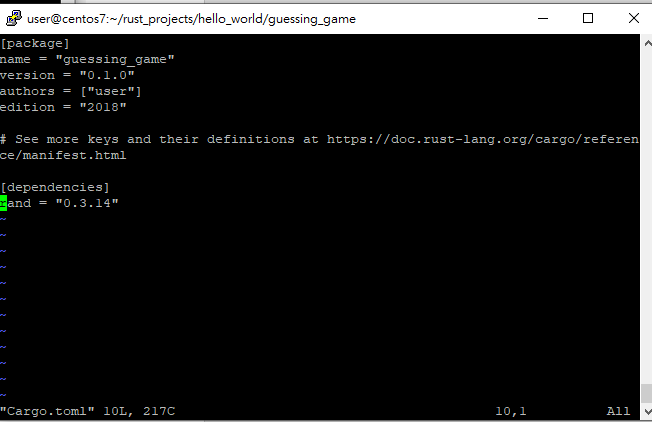 user@centos7:~/rust_projects/hello_world/guessing_game
[package]
name = "guessing_game"
version = "0.1.0"
authors = ["user"]
edition = "2018"
# See more keys and their definitions at https://doc.rust-lang.org/cargo/referen
ce/manifest.html
[dependencies]
rand = "0.3.14"
~
~
~
~
~
~
~
~
~
~
~
~
"Cargo.toml" 10L, 217C 10,1 All